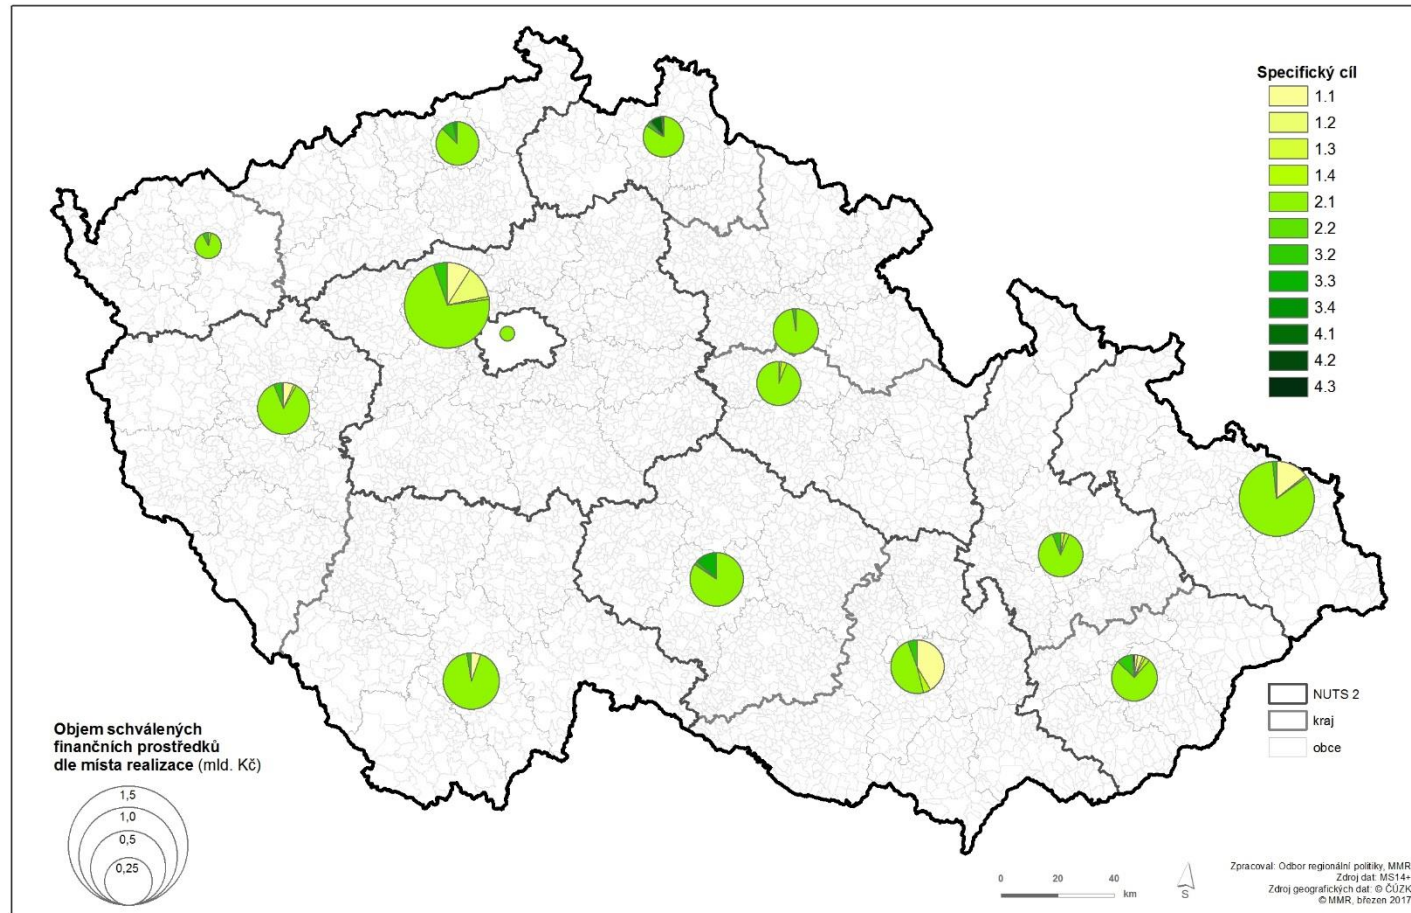 Specifický cíl
1.1
1.2
1.3
1.4
2.1
2.2
3.2
3.3
3.4
4.1
4.2
4.3
NUTS 2
kraj
obce
Objem schválených
finančních prostředků
dle místa realizace (mld. Kč)
1,5
1,0
0,5
0,25
0 20 40
km
S
Zpracoval: Odbor regionální politiky, MMR
Zdroj dat: MS14+
Zdroj geografických dat: © ČÚZK
© MMR, březen 2017